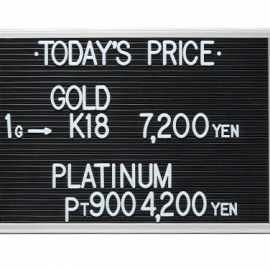 ·TODAY'S PRICE·
GOLD
1G→ K18 7,200 YEN
PLATINUM
PT900 4,200 YEN